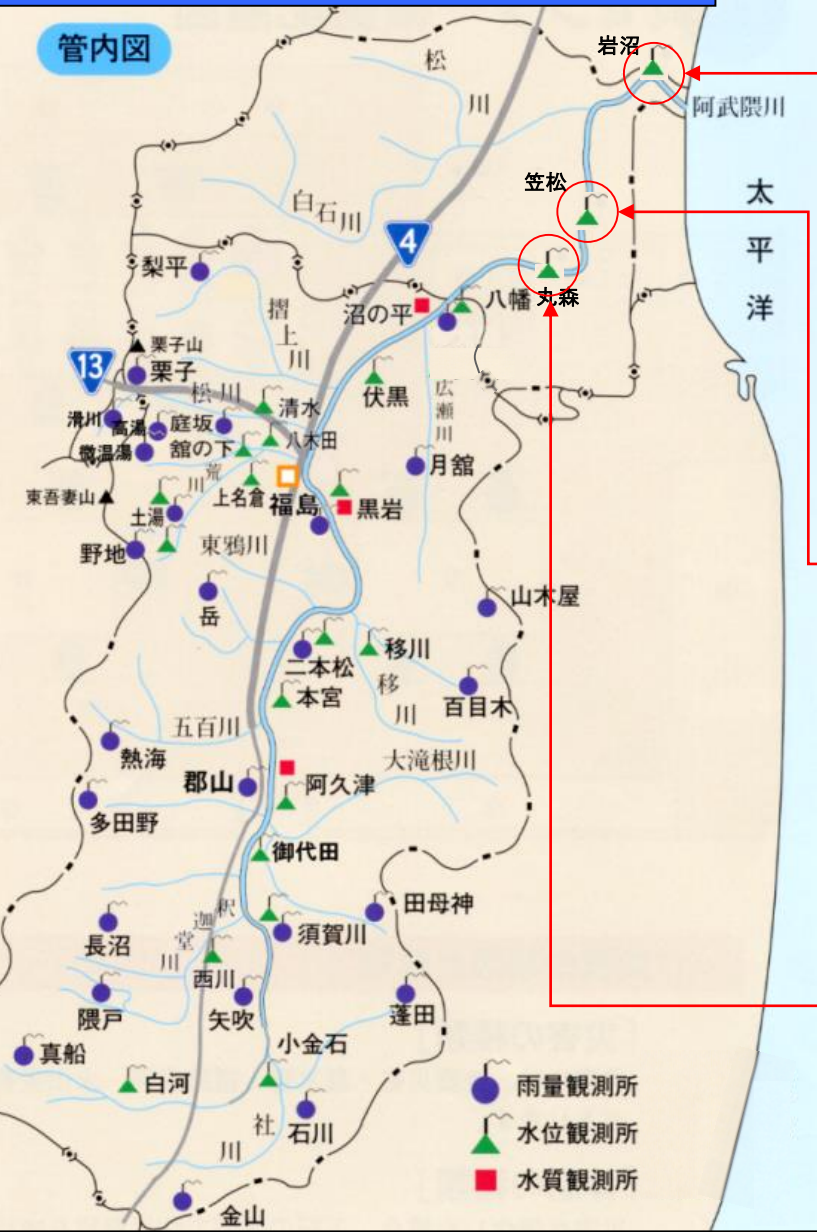 管内図
岩沼
阿武隈川
松川
太平洋
笠松
白石川
4
梨平
沼の平
八幡
丸森
摺上川
栗子山
13
栗子
松川
伏黒
広瀬川
清水
滑川
高湯
庭坂
八木田
微温湯
舘の下
月舘
荒川
東吾妻山
上名倉
福島
黒岩
土湯
東鴉川
野地
山木屋
岳
二本松
移川
移川
本宮
百目木
五百川
熱海
大滝根川
郡山
阿久津
多田野
御代田
田母神
釈迦堂川
須賀川
長沼
西川
隈戸
矢吹
蓬田
小金石
真船
白河
雨量観測所
石川
社川
水位観測所
水質観測所
金山